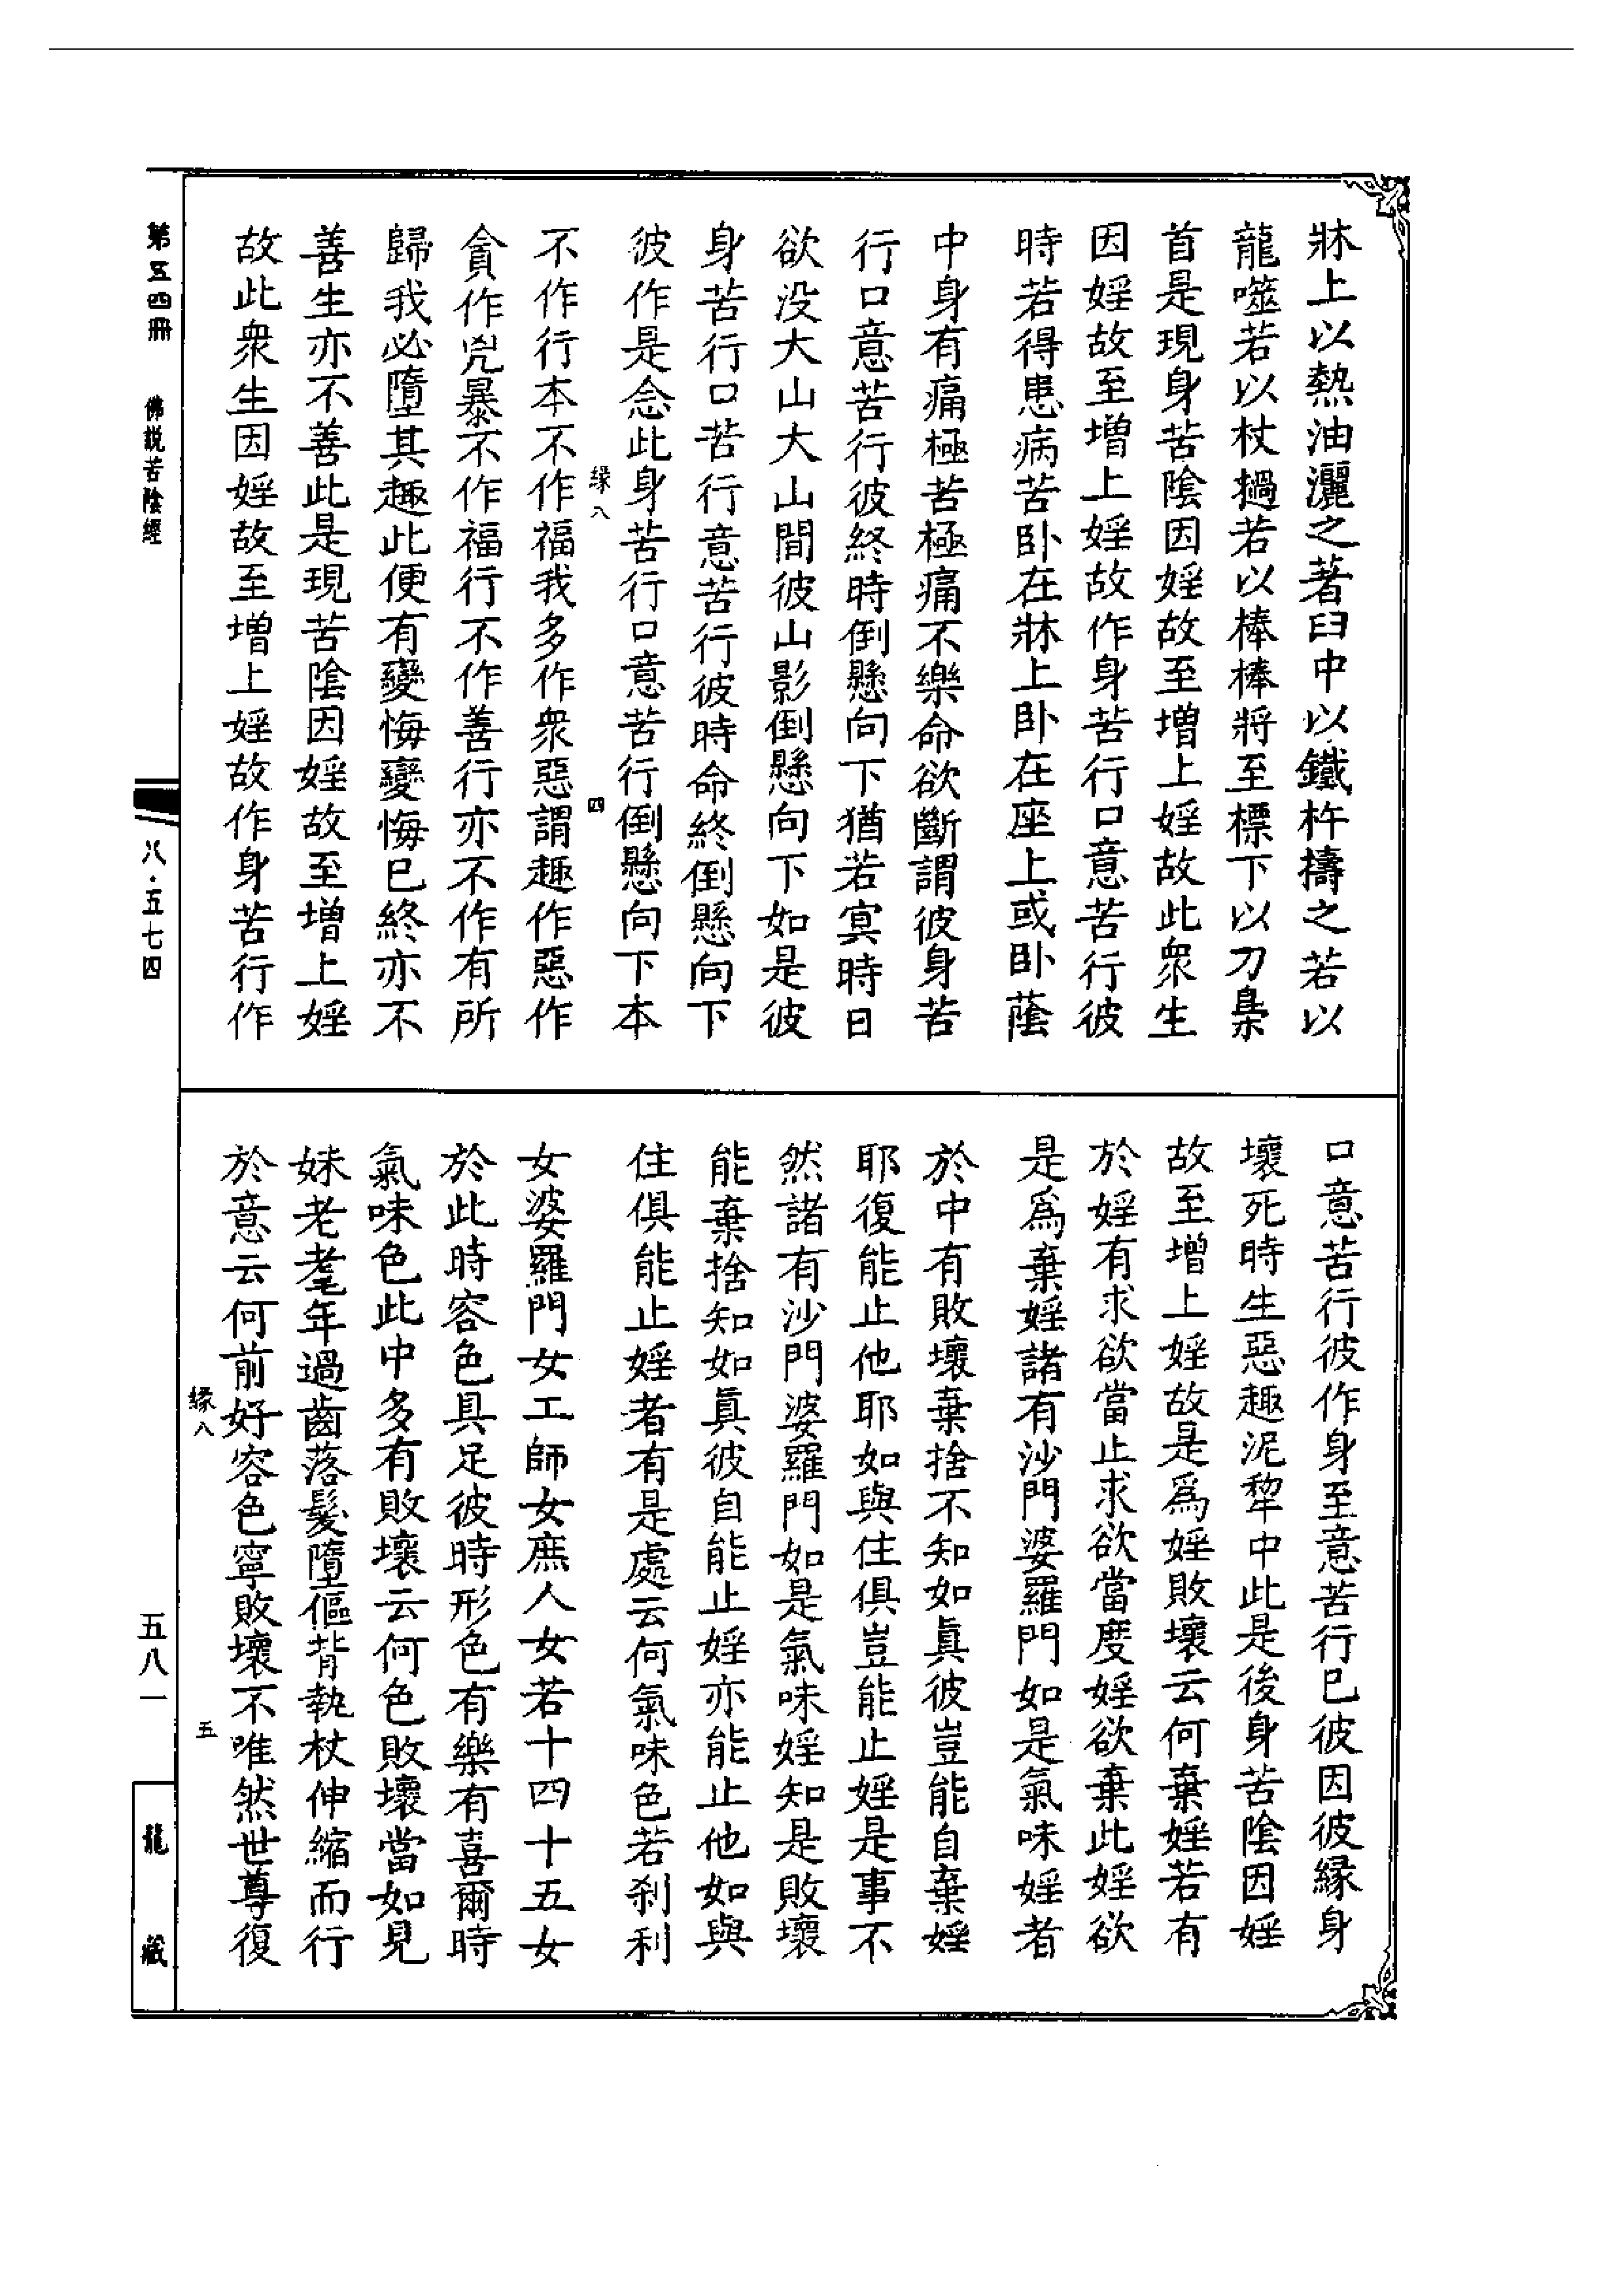 牀上以熱油灑之著臼中以鐵杵擣之若以
龍噬若以杖撾若以棒棒將至標下以刀梟
首是現身苦陰因婬故至增上婬故此衆生
因婬故至增上婬故作身苦行口意苦行彼
時若得患病苦卧在牀上卧在座上或卧蔭
中身有痛極苦極痛不樂命欲斷謂彼身苦
行口意苦行彼終時倒懸向下猶若㝠時日
欲没大山大山間彼山影倒懸向下如是彼
身苦行口苦行意苦行彼時命終倒懸向下
彼作是念此身苦行口意苦行倒懸向下本
緣八
四
不作行本不作福我多作衆惡謂趣作惡作
貪作兇暴不作福行不作善行亦不作有所
歸我必墮其趣此便有變悔變悔已終亦不
善生亦不善此是現苦陰因婬故至增上婬
故此衆生因婬故至增上婬故作身苦行作
口意苦行彼作身至意苦行已彼因彼緣身
壞死時生惡趣泥犂中此是後身苦陰因婬
故至增上婬故是爲婬敗壞云何棄婬若有
於婬有求欲當止求欲當度婬欲棄此婬欲
是爲棄婬諸有沙門婆羅門如是氣味婬者
於中有敗壞棄捨不知如眞彼豈能自棄婬
耶復能止他耶如與住俱豈能止婬是事不
然諸有沙門婆羅門如是氣味婬知是敗壞
能棄捨知如眞彼自能止婬亦能止他如與
住俱能止婬者有是處云何氣味色若刹利
女婆羅門女工師女庶人女若十四十五女
於此時容色具足彼時形色有樂有喜爾時
氣味色此中多有敗壞云何色敗壞當如見
妹老耄年過齒落髮墮傴背執杖伸縮而行
於意云何前好容色寧敗壞不唯然世尊復
緣八
五
第五四冊 佛説苦陰經
八·五七四
五八一
龍藏